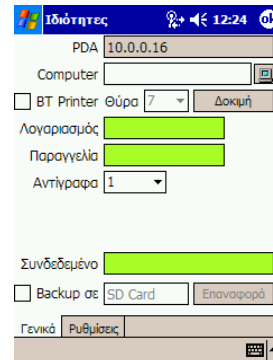 Ιδιότητες 12:24 ok
PDA 10.0.0.16
Computer
BT Printer Θύρα 7 Δοκιμή
Λογαριασμός
Παραγγελία
Αντίγραφα 1
Συνδεδεμένο
Backup σε SD Card Επαναφορά
Γενικά Ρυθμίσεις